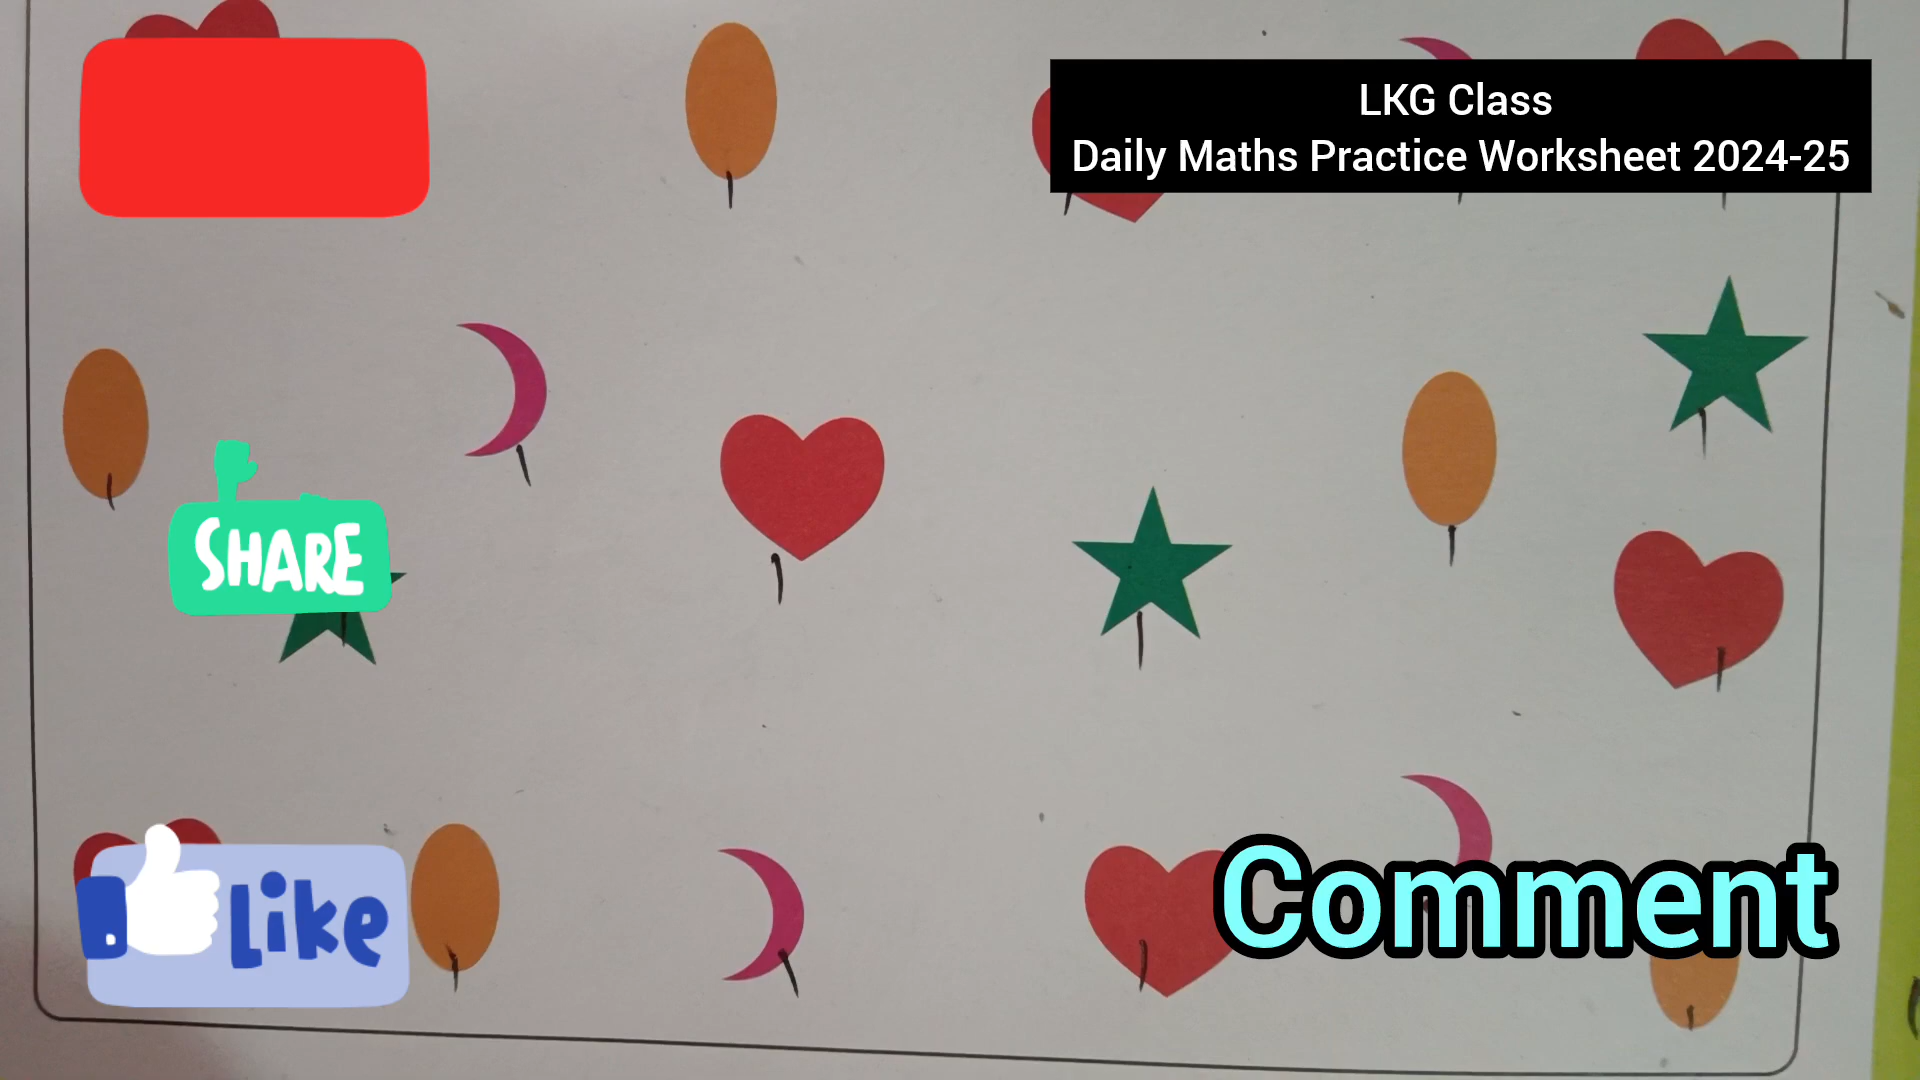 LKG Class
Daily Maths Practice Worksheet 2024-25
SHARE
Like
Comment